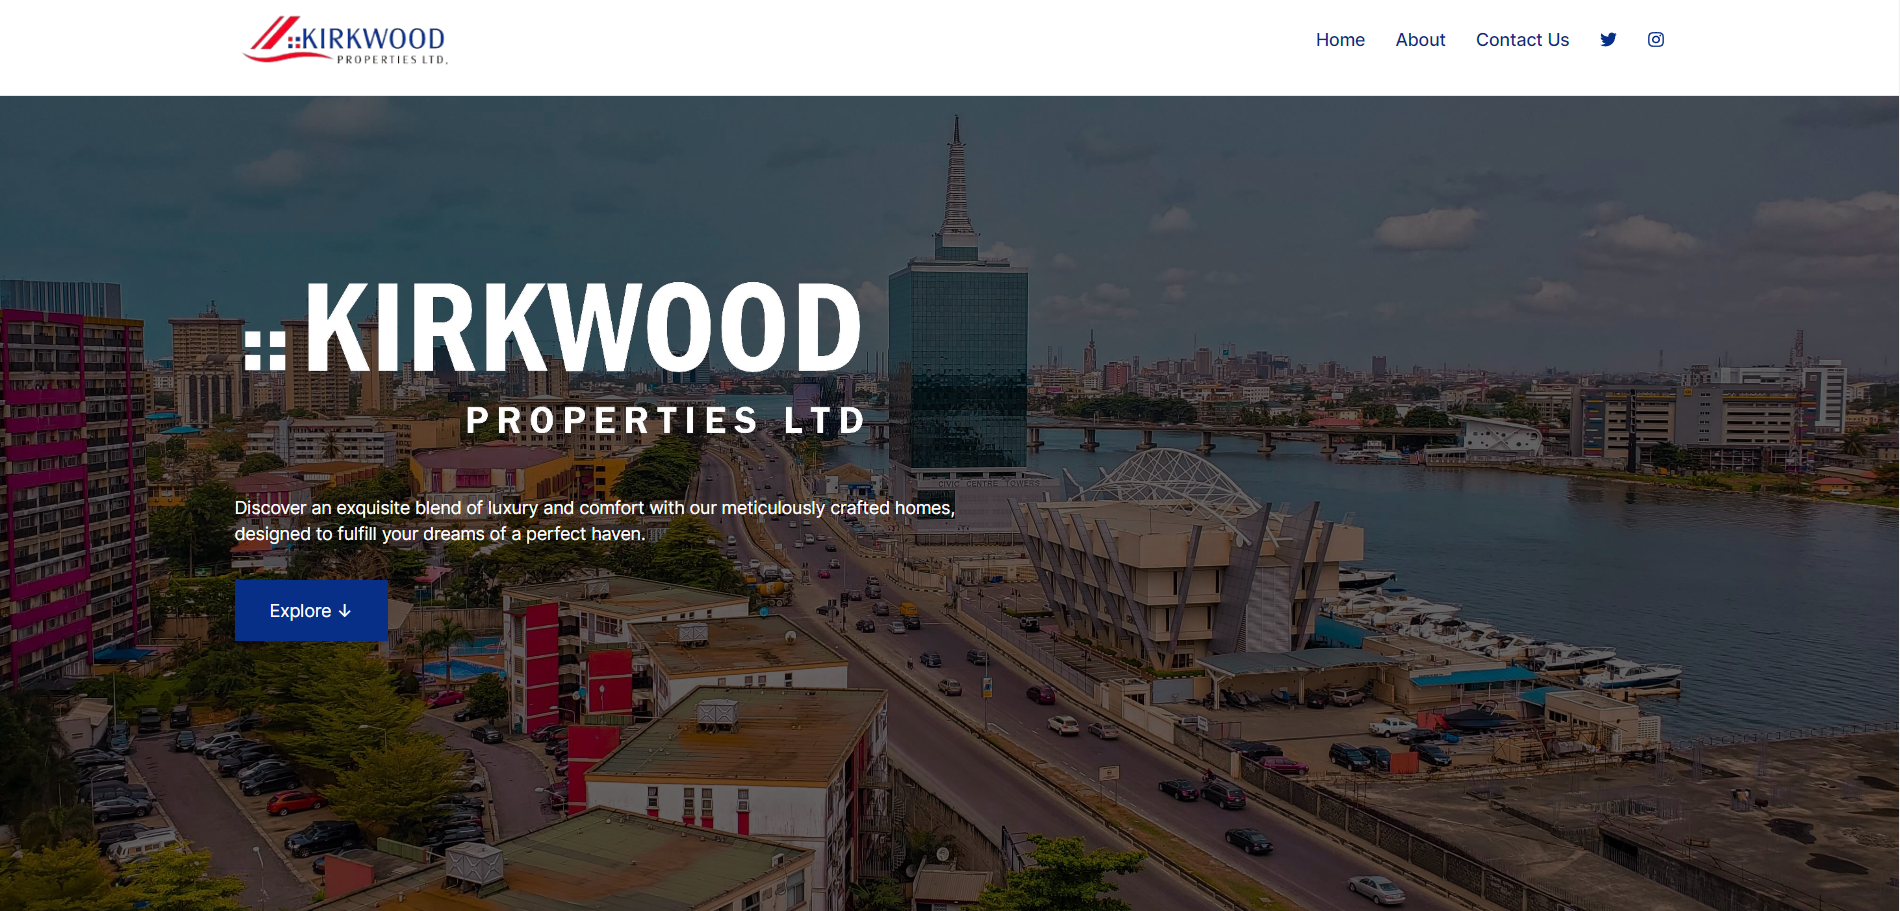 KIRKWOOD
PROPERTIES LTD.
Home
About
Contact Us
KIRKWOOD
PROPERTIES LTD
CIVIC CENTRE TOWERS
Discover an exquisite blend of luxury and comfort with our meticulously crafted homes,
designed to fulfill your dreams of a perfect haven.
Explore ↓